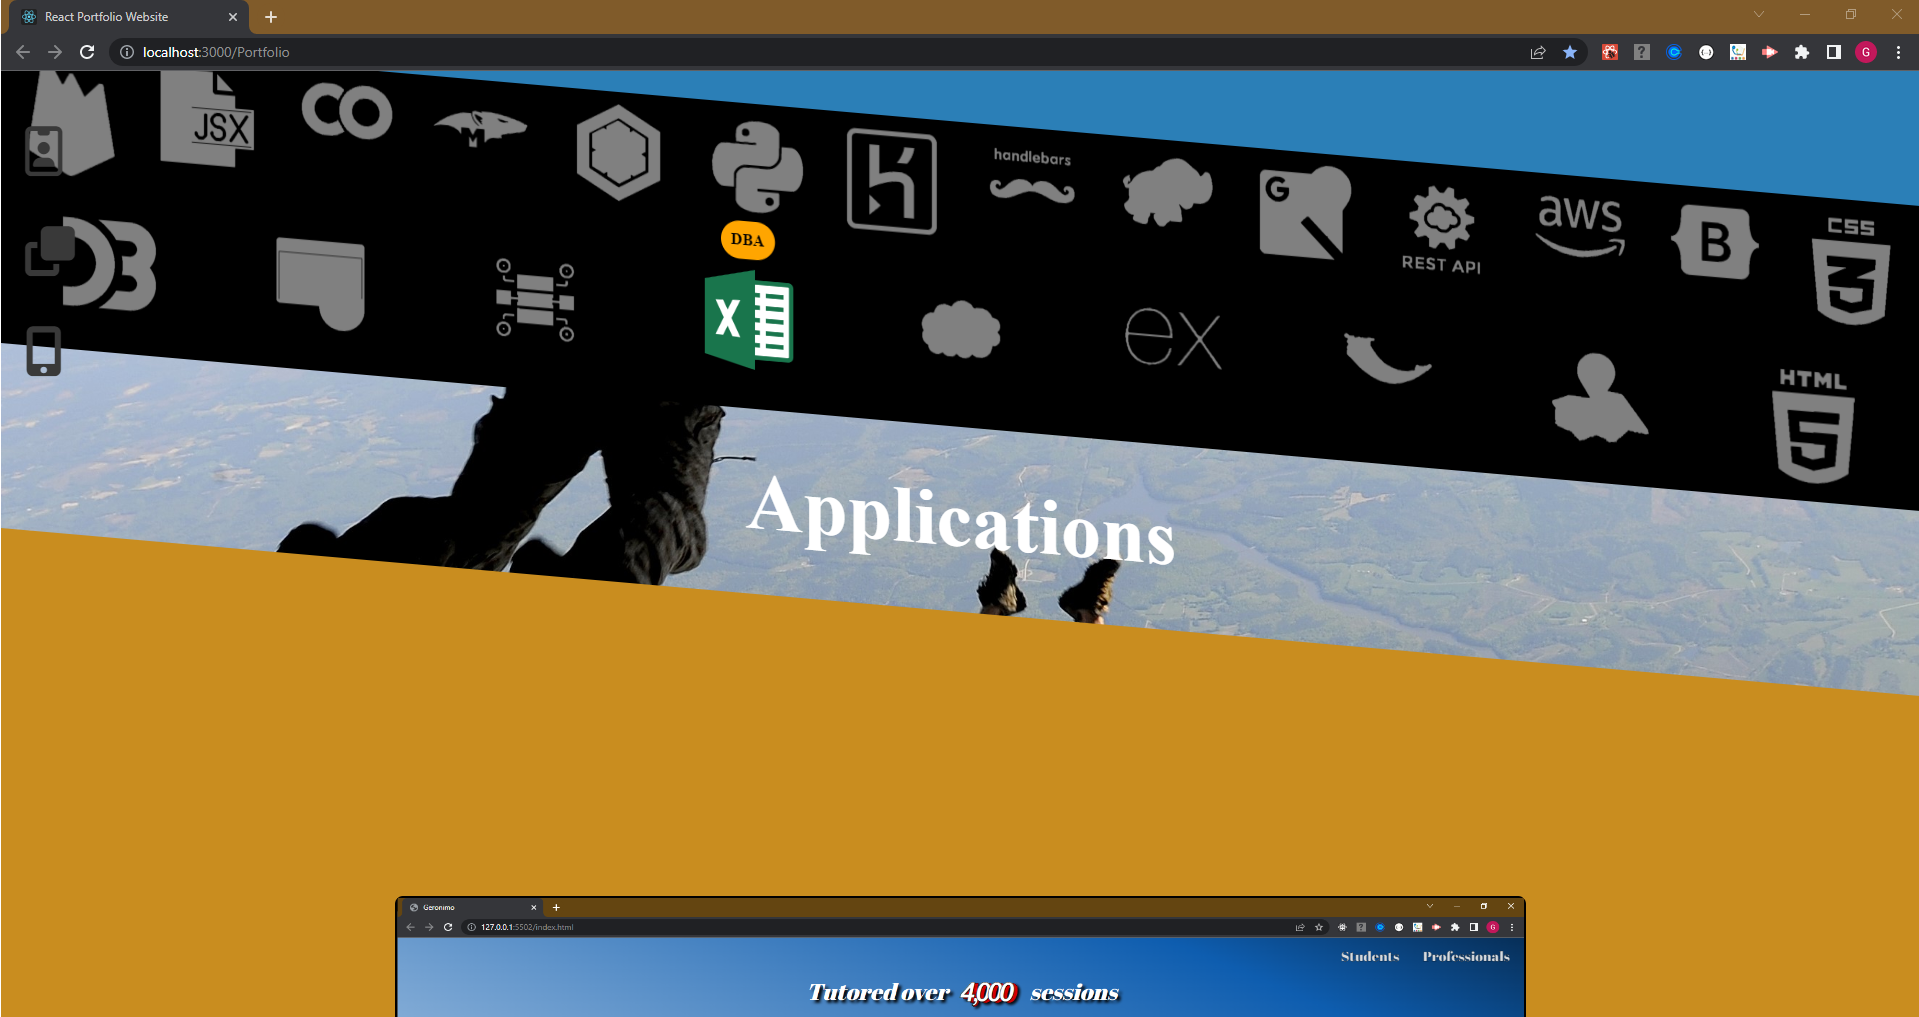 React Portfolio Website
localhost:3000/Portfolio
G
JSX
CO
M
handlebars
G
REST API
aws
B
CSS
3
DBA
X
ex
HTML
5
Applications
Geronimo
127.0.0.1:5502/index.html
G
Students Professionals
Tutored over 4,000 sessions